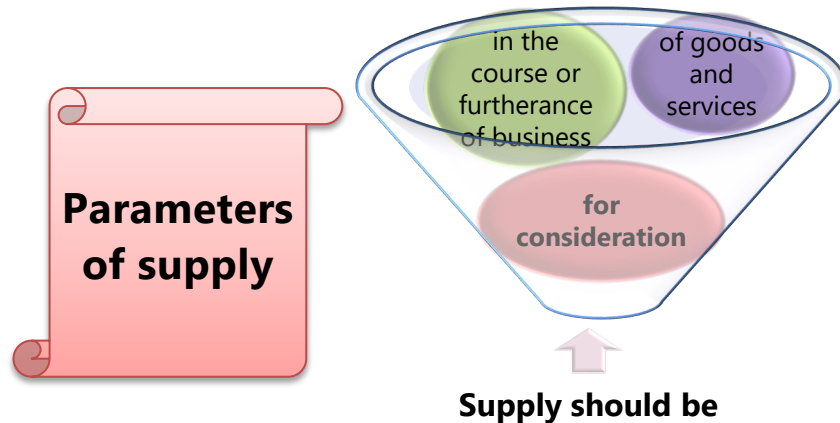 Parameters
of supply
in the
course or
furtherance
of business
of goods
and
services
for
consideration
Supply should be